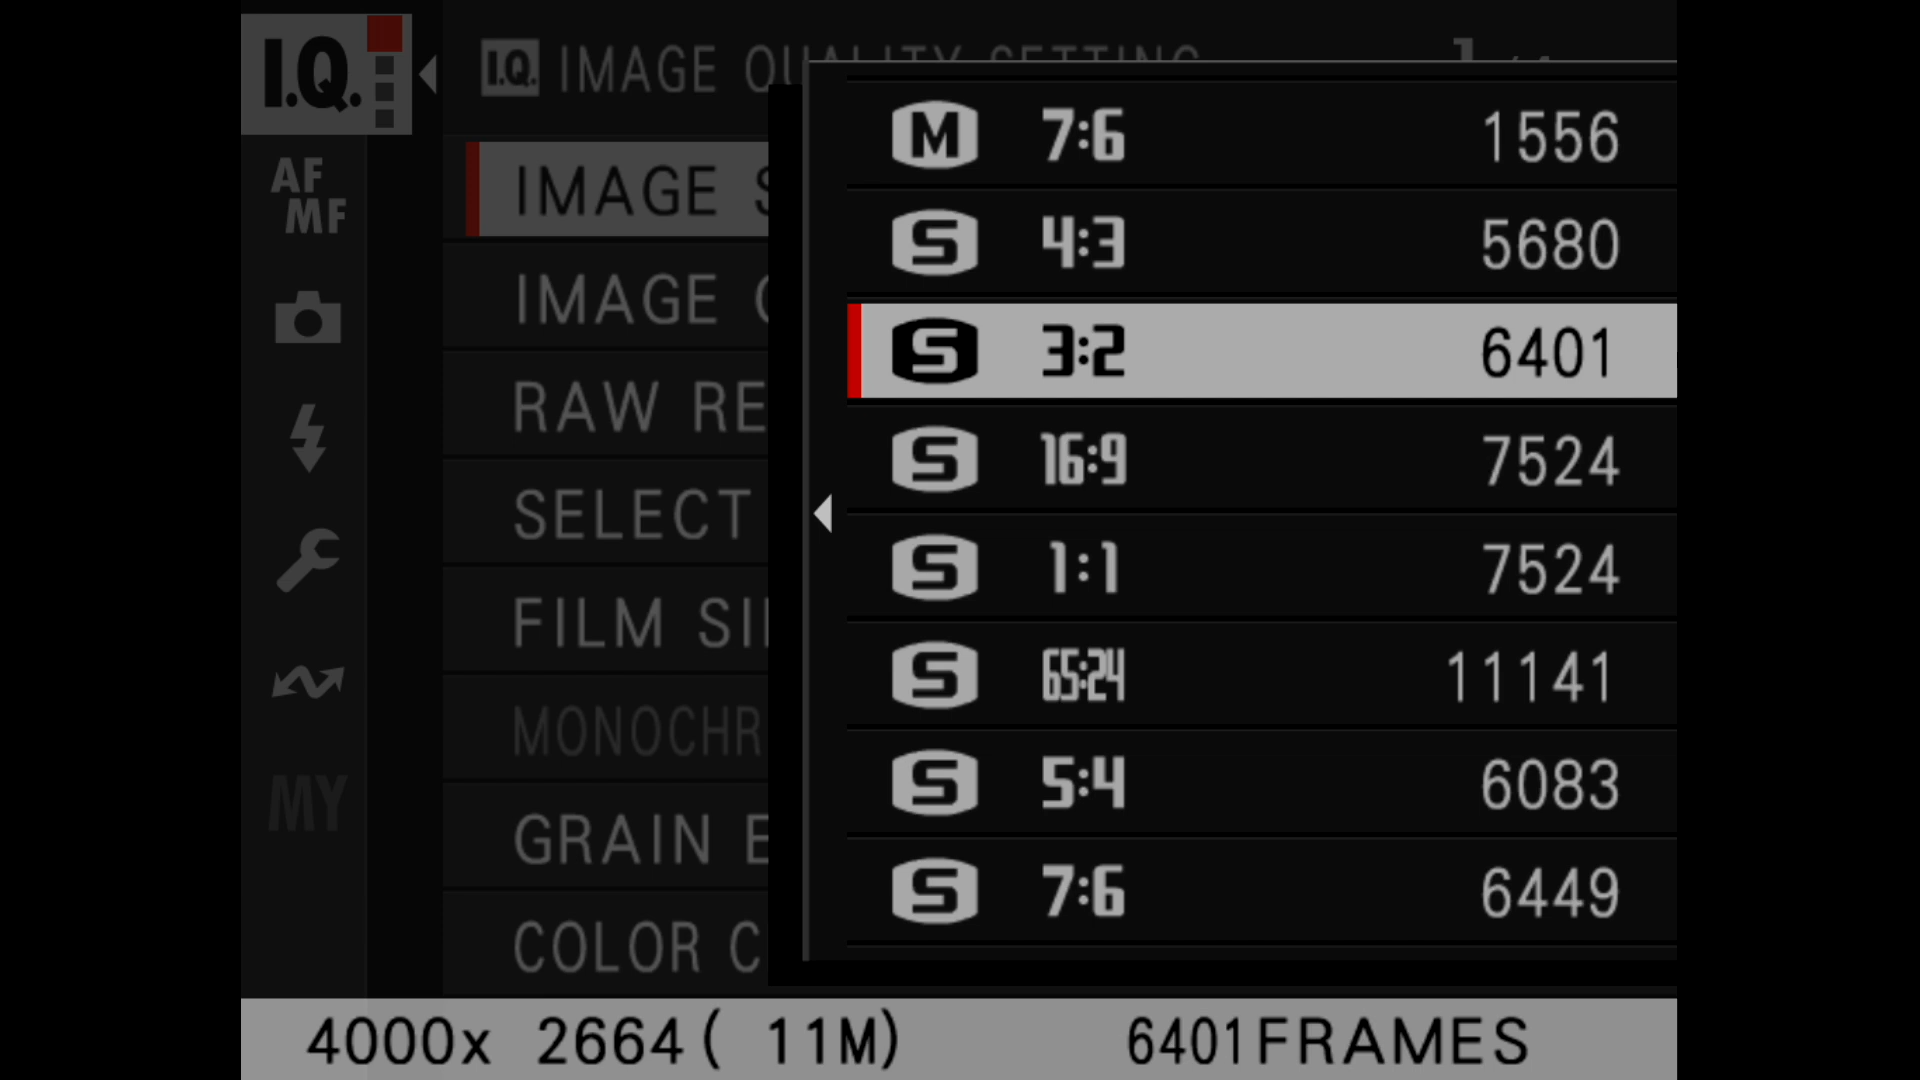 I.Q.
I.Q. IMAGE QUALITY SETTING 1/4
AF
MF
MY
IMAGE S
IMAGE
RAW RE
SELECT
FILM SI
MONOCHR
GRAIN E
COLOR C
M 7:6 1556
S 4:3 5680
S 3:2 6401
S 16:9 7524
S 1:1 7524
S 65:24 11141
S 5:4 6083
S 7:6 6449
4000x 2664( 11M) 6401FRAMES